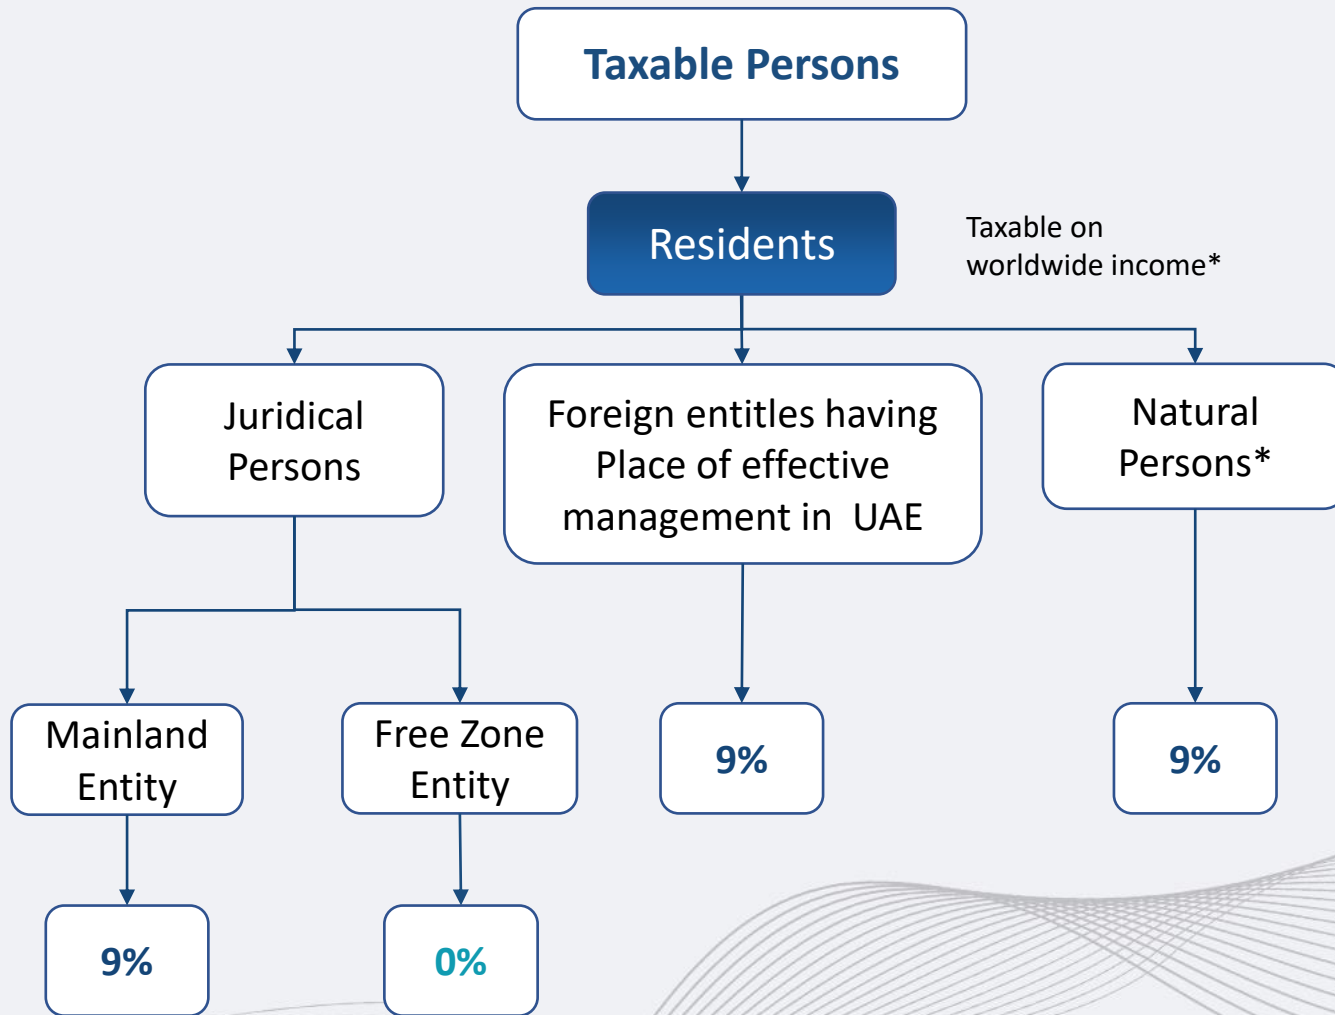 Taxable Persons
Residents
Taxable on
worldwide income*
Juridical
Persons
Foreign entitles having
Place of effective
management in UAE
Natural
Persons*
Mainland
Entity
Free Zone
Entity
9%
9%
9%
0%